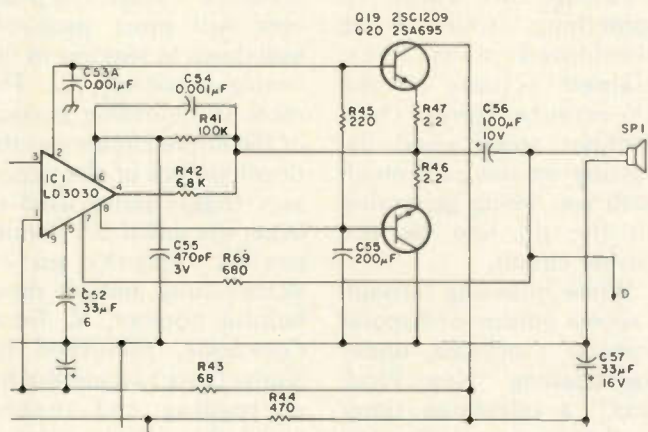 Q19 2SC1209
Q20 2SA695
C53A
0.001µF
C54
0.001µF
R41
100K
R45
220
R47
2.2
C56
100µF
10V
SP1
3
2
IC1
LD3030
4
1
8
9
5
7
R42
6.8K
R46
2.2
C55
470pF
3V
R69
680
C55
200µF
C52
33µF
6
D
R43
68
R44
470
C57
33µF
16V